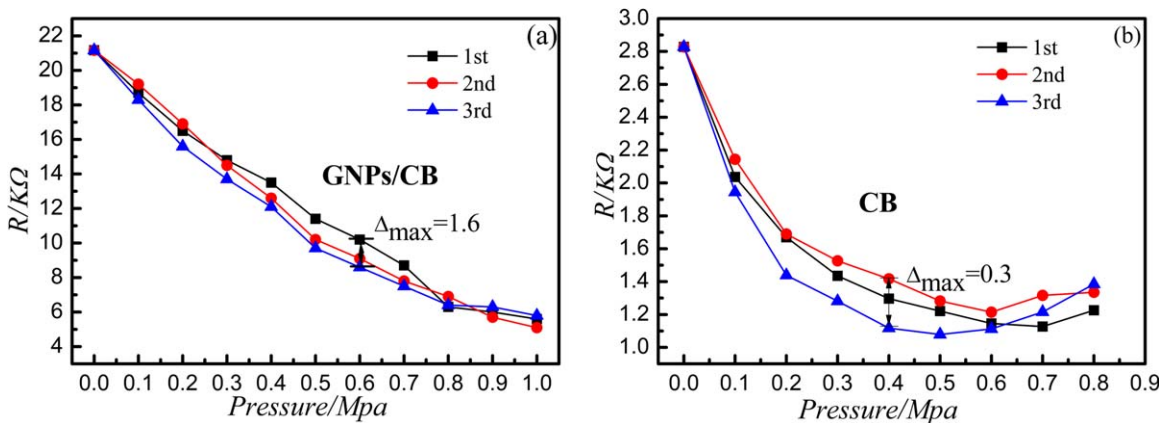 (a)
1st
2nd
3rd
GNPs/CB
Δmax=1.6
R/KΩ
22
20
18
16
14
12
10
8
6
4
0.0 0.1 0.2 0.3 0.4 0.5 0.6 0.7 0.8 0.9 1.0
Pressure/Mpa
(b)
1st
2nd
3rd
CB
Δmax=0.3
R/KΩ
3.0
2.8
2.6
2.4
2.2
2.0
1.8
1.6
1.4
1.2
1.0
0.0 0.1 0.2 0.3 0.4 0.5 0.6 0.7 0.8 0.9
Pressure/Mpa